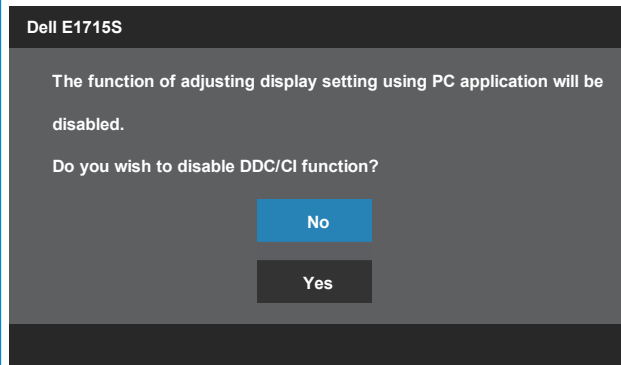 Dell E1715S
The function of adjusting display setting using PC application will be
disabled.
Do you wish to disable DDC/CI function?
No
Yes